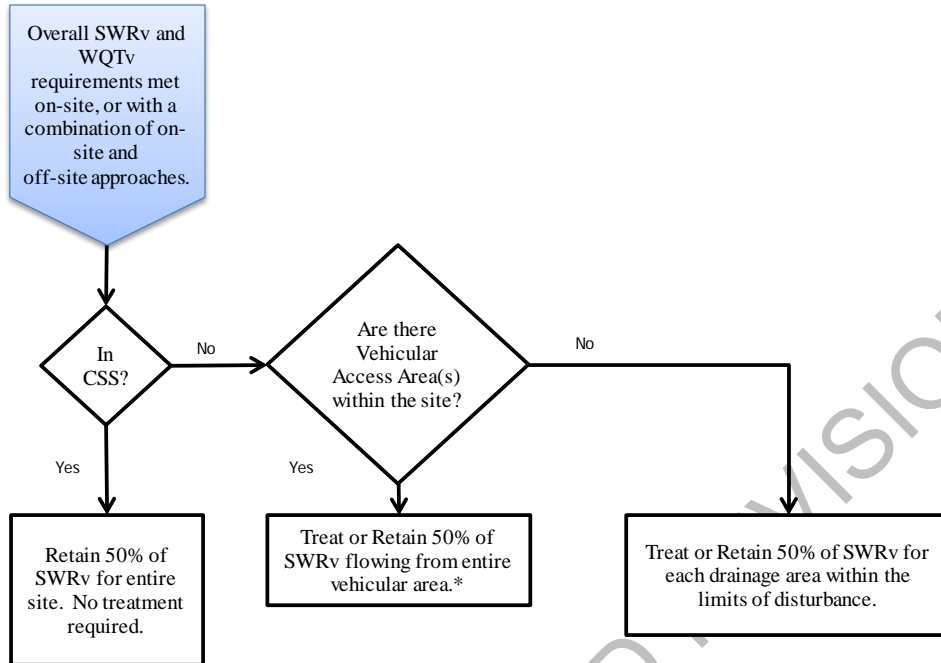 Overall SWRv and
WQTv
requirements met
on-site, or with a
combination of on-
site and
off-site approaches.
In
CSS?
No
Are there
Vehicular
Access Area(s)
within the site?
No
Yes
Yes
Retain 50% of
SWRv for entire
site. No treatment
required.
Treat or Retain 50% of
SWRv flowing from entire
vehicular area.*
Treat or Retain 50% of SWRv for
each drainage area within the
limits of disturbance.